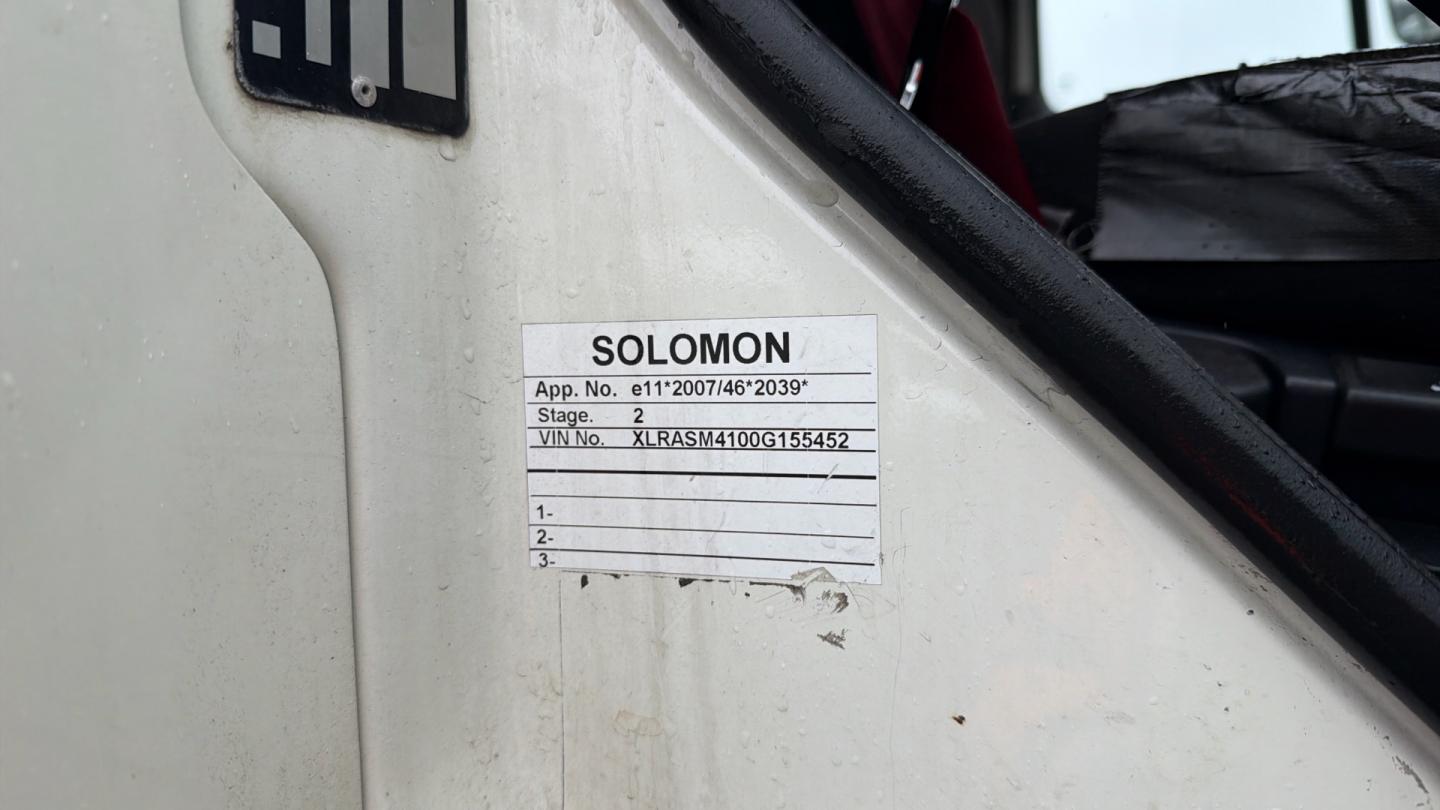 SOLOMON
App. No. e11*2007/46*2039*
Stage. 2
VIN No. XLRASM4100G155452
1-
2-
3-